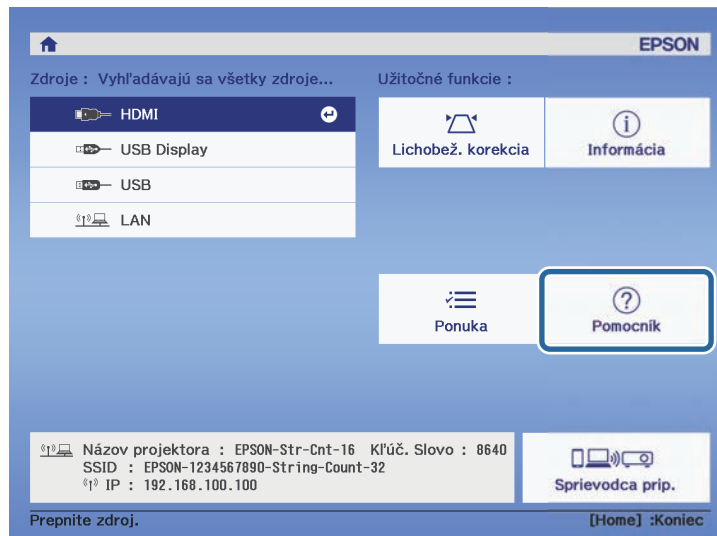 EPSON
Zdroje : Vyhľadávajú sa všetky zdroje...
HDMI
USB Display
USB
LAN
Užitočné funkcie :
Lichobež. korekcia
Informácia
Ponuka
Pomocník
Názov projektora : EPSON-Str-Cnt-16 Kľúč. Slovo : 8640
SSID : EPSON-1234567890-String-Count-32
IP : 192.168.100.100
Sprievodca prip.
Prepnite zdroj.
[Home] :Koniec